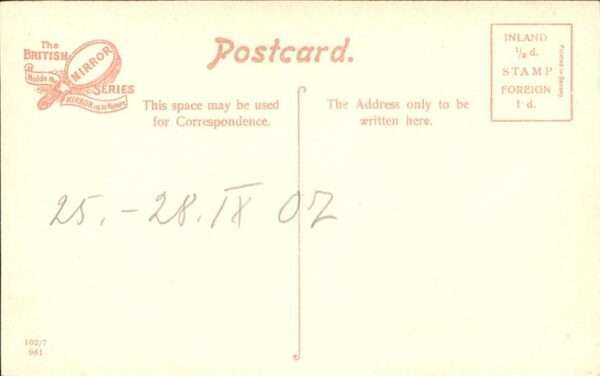 The
BRITISH
MIRROR
SERIES
Postcard.
This space may be used
for Correspondence.
The Address only to be
written here.
INLAND
½ d.
STAMP
FOREIGN
1 d.
25.-28.IX 07
102/7
961